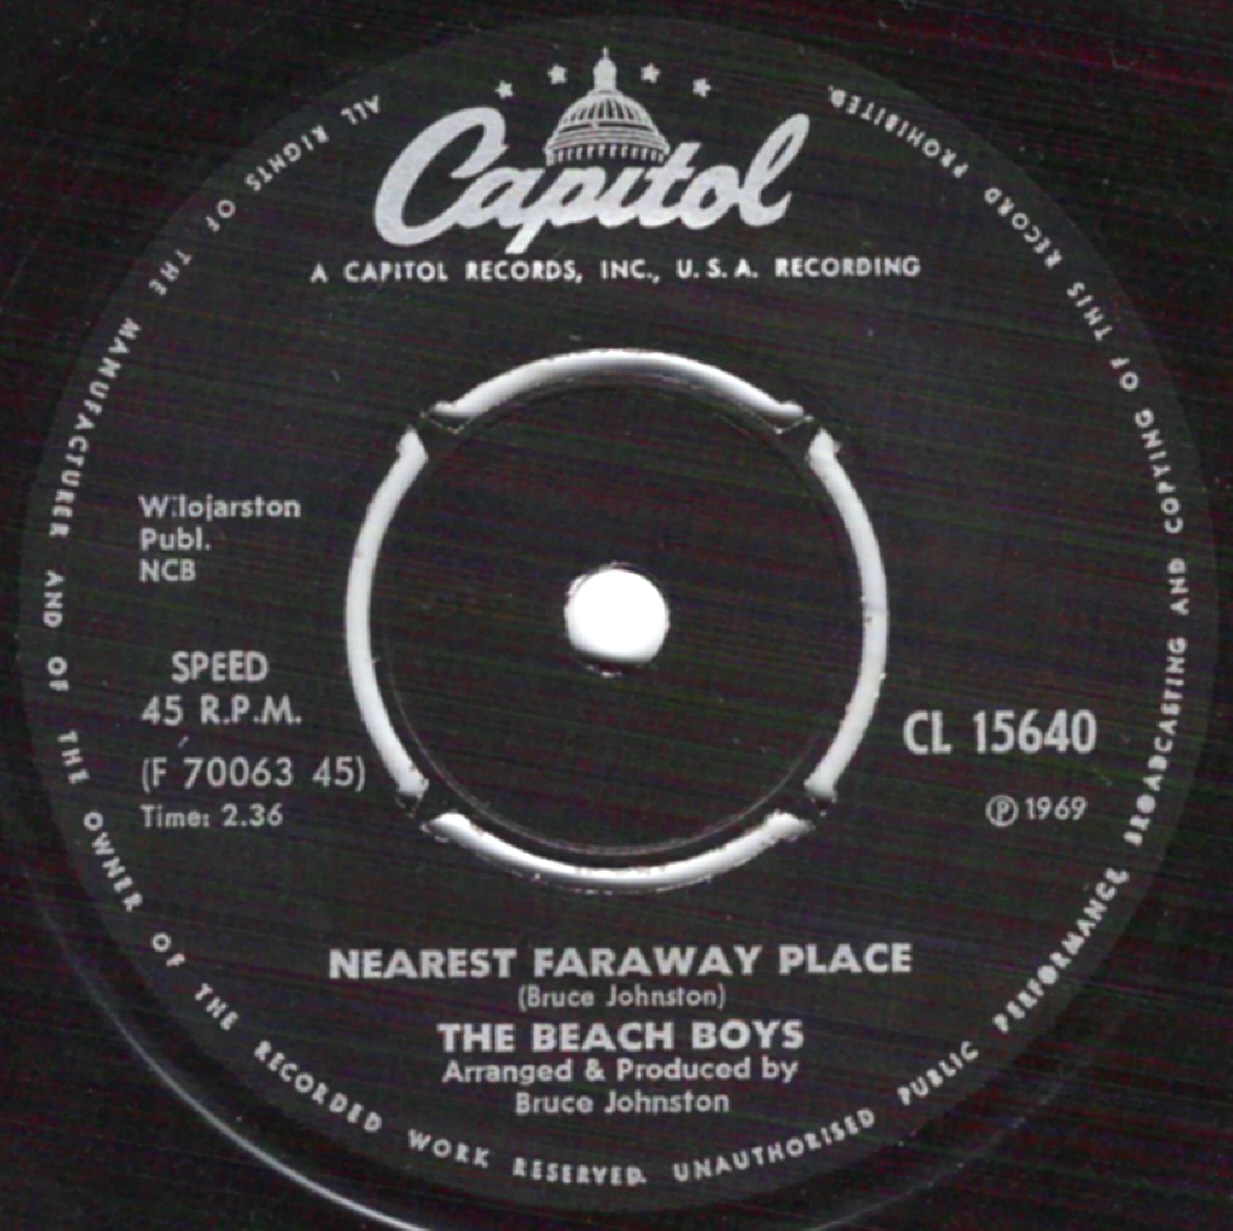 Capitol
A CAPITOL RECORDS, INC., U.S.A. RECORDING
W.lojarston
Publ.
NCB
SPEED
45 R.P.M.
(F 70063 45)
Time: 2.36
CL 15640
℗ 1969
NEAREST FARAWAY PLACE
(Bruce Johnston)
THE BEACH BOYS
Arranged & Produced by
Bruce Johnston
ALL RIGHTS OF THE MANUFACTURER AND OF THE OWNER OF THE RECORDED WORK RESERVED. UNAUTHORISED PUBLIC PERFORMANCE BROADCASTING AND COPYING OF THIS RECORD PROHIBITED.